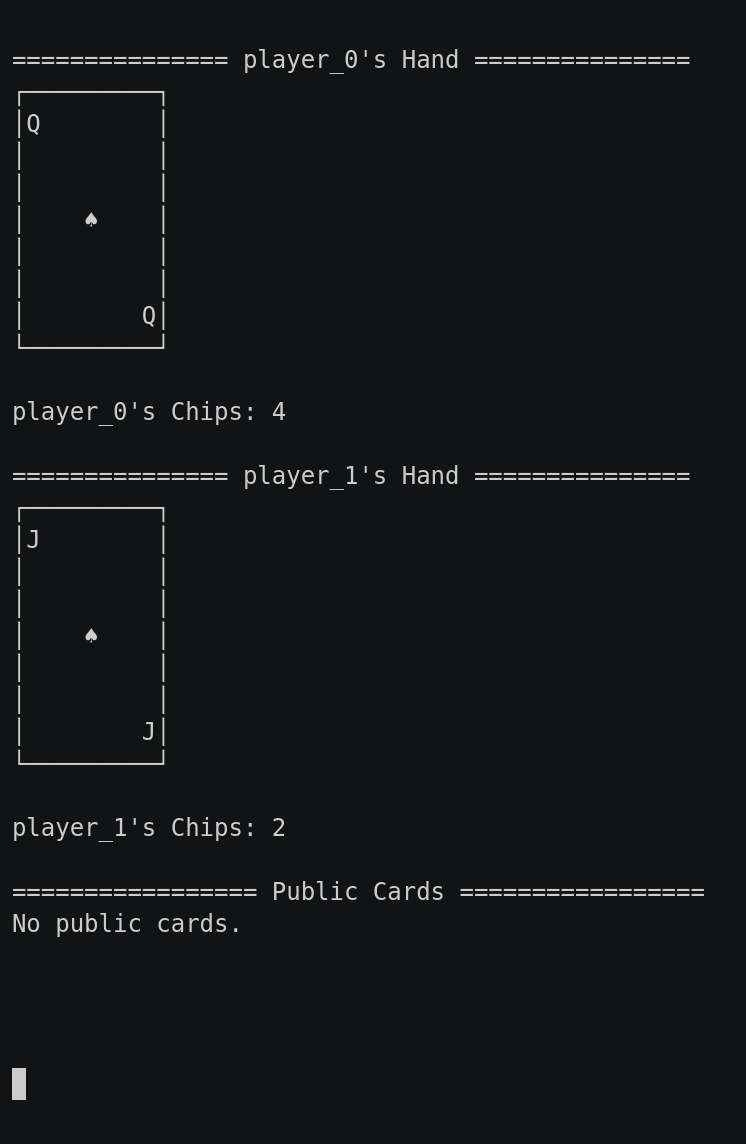 =============== player_0's Hand ===============
┌─────────┐
│Q        │
│         │
│         │
│    ♠    │
│         │
│         │
│        Q│
└─────────┘
player_0's Chips: 4
=============== player_1's Hand ===============
┌─────────┐
│J        │
│         │
│         │
│    ♠    │
│         │
│         │
│        J│
└─────────┘
player_1's Chips: 2
================= Public Cards =================
No public cards.